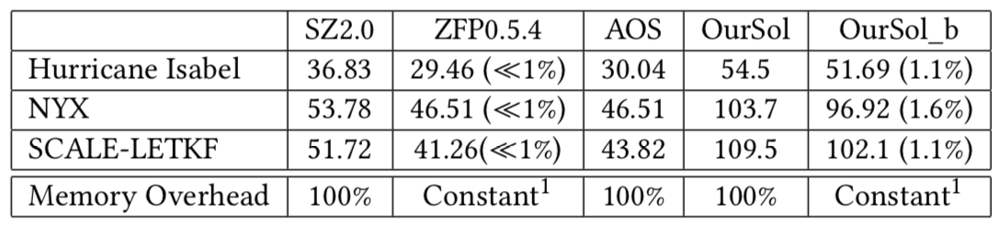 SZ2.0 ZFP0.5.4 AOS OurSol OurSol_b
Hurricane Isabel 36.83 29.46 (≪1%) 30.04 54.5 51.69 (1.1%)
NYX 53.78 46.51 (≪1%) 46.51 103.7 96.92 (1.6%)
SCALE-LETKF 51.72 41.26(≪1%) 43.82 109.5 102.1 (1.1%)
Memory Overhead 100% Constant¹ 100% 100% Constant¹